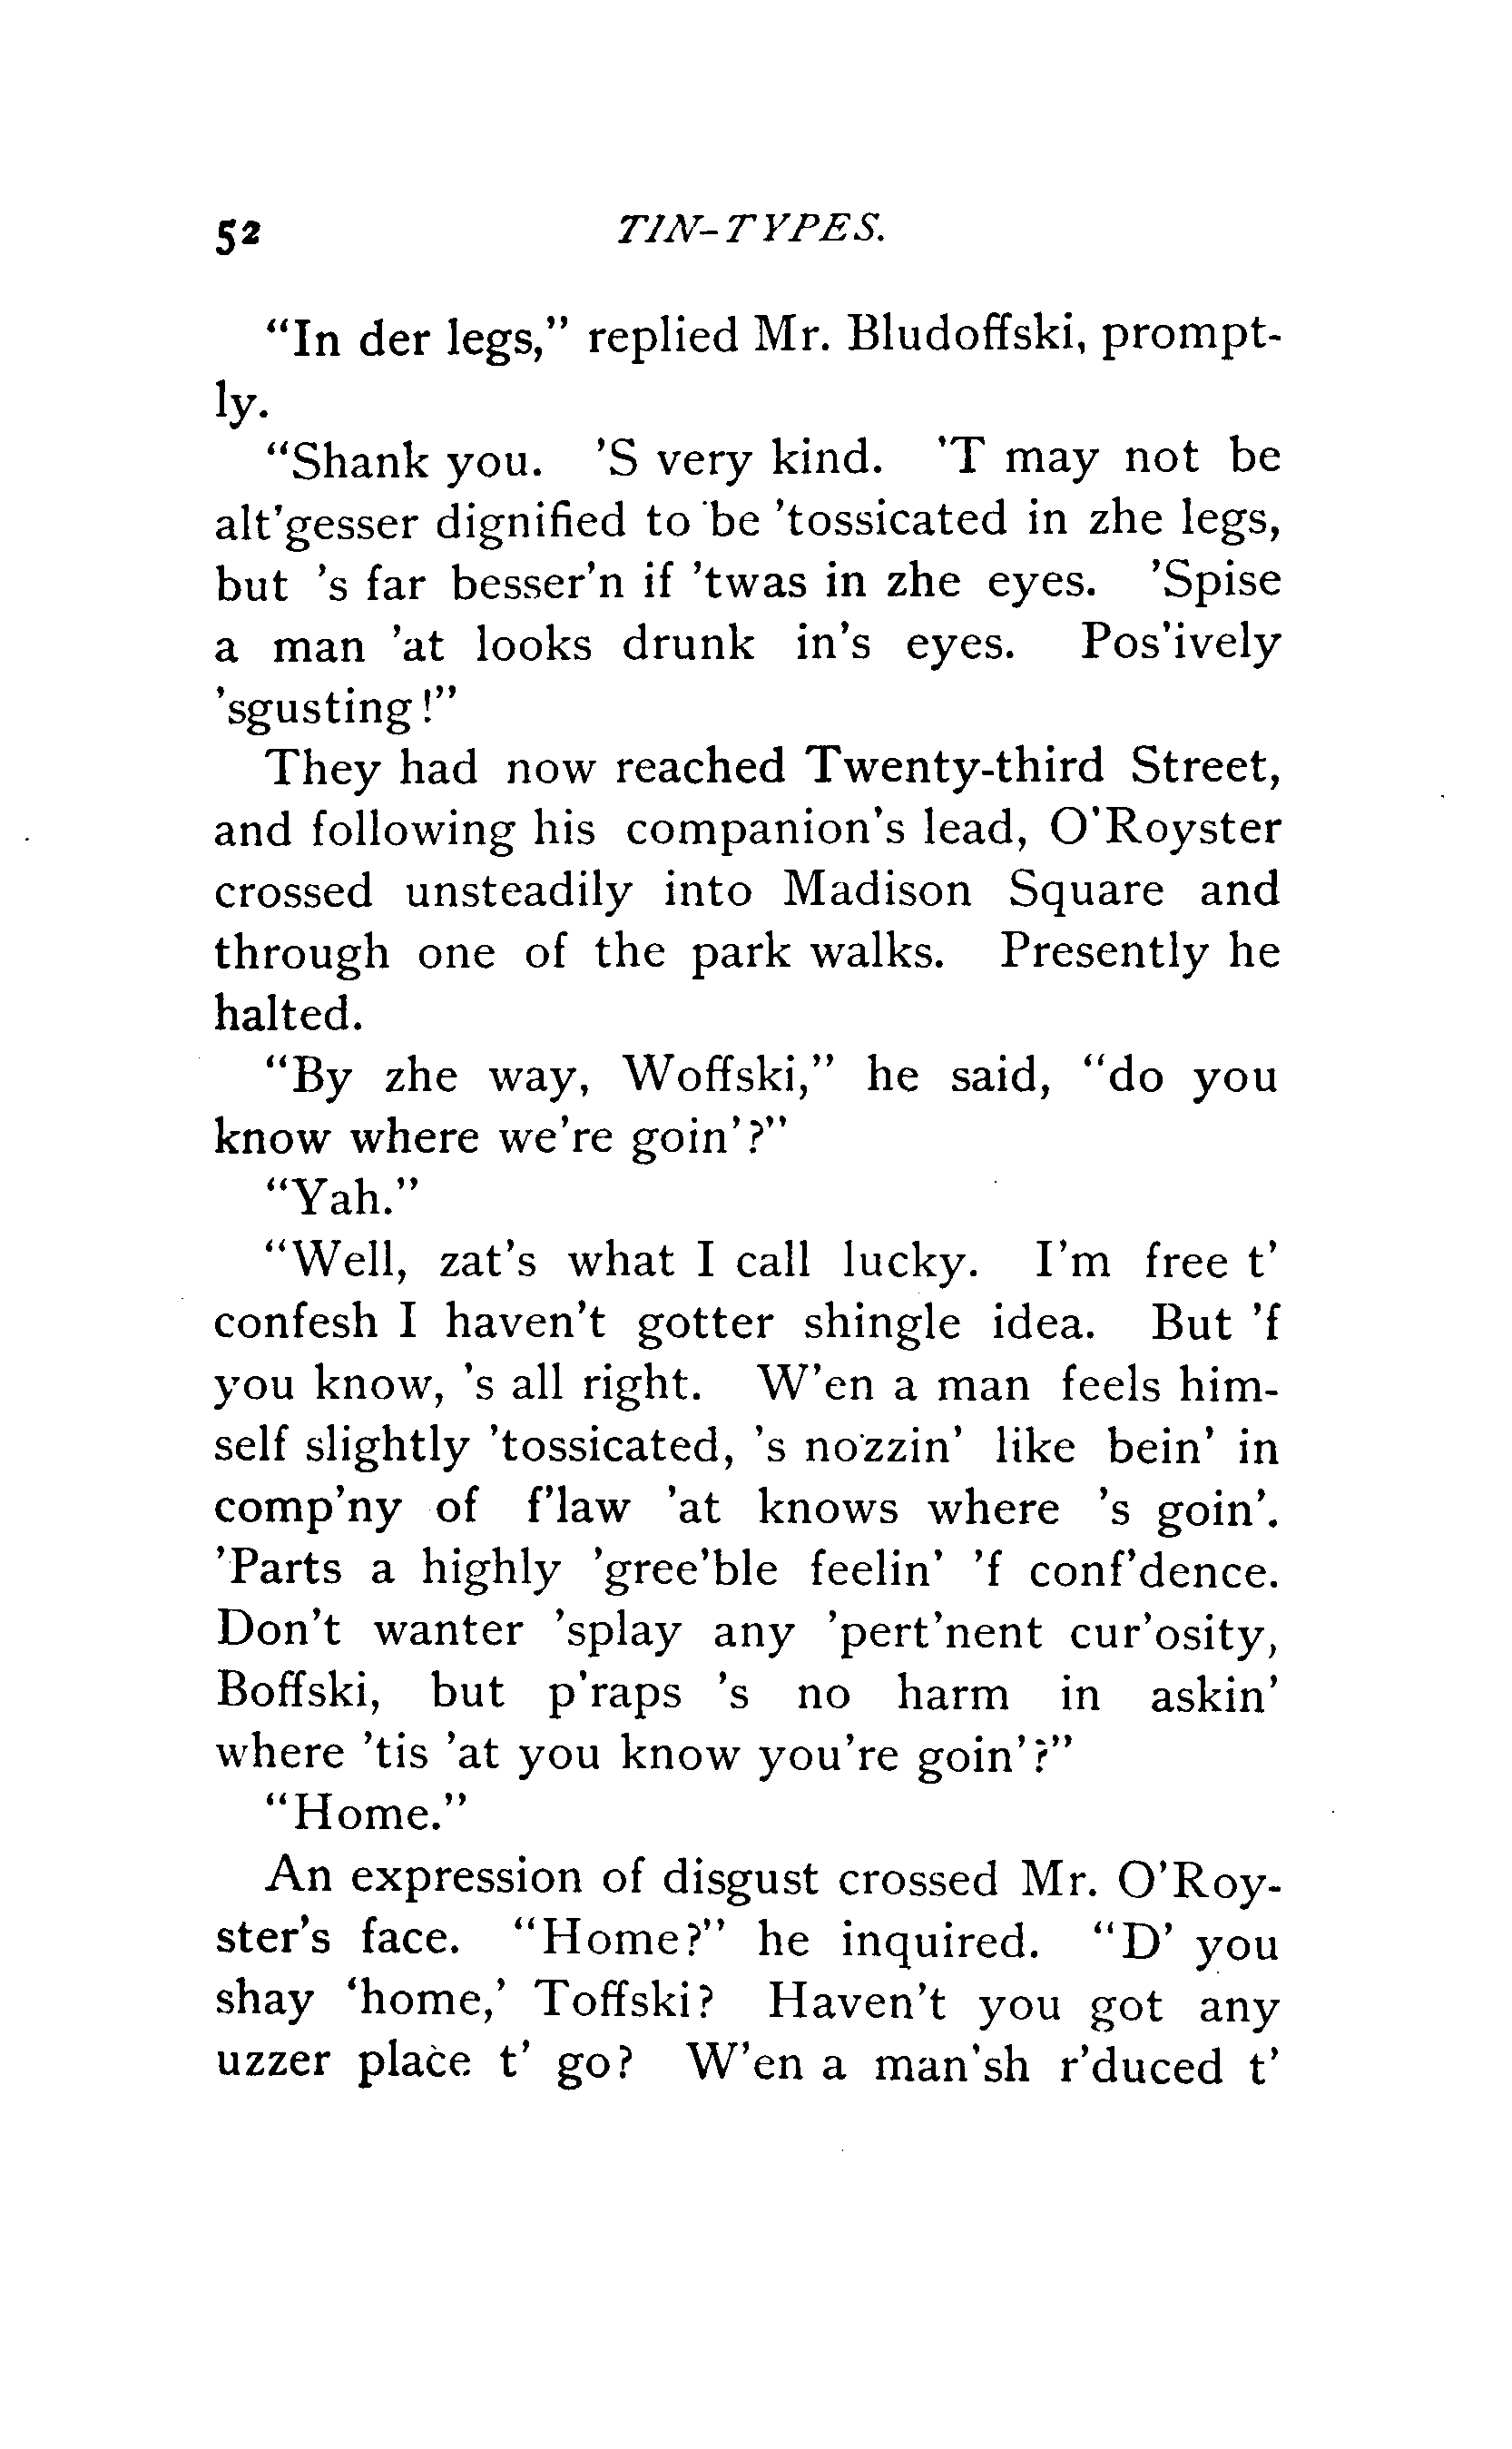 52 TIN-TYPES.
“In der legs,” replied Mr. Bludoffski, prompt-
ly.
“Shank you. ’S very kind. ’T may not be
alt’gesser dignified to be ’tossicated in zhe legs,
but ’s far besser’n if ’twas in zhe eyes. ’Spise
a man ’at looks drunk in’s eyes. Pos’ively
’sgusting!”
They had now reached Twenty-third Street,
and following his companion’s lead, O’Royster
crossed unsteadily into Madison Square and
through one of the park walks. Presently he
halted.
“By zhe way, Woffski,” he said, “do you
know where we’re goin’?”
“Yah.”
“Well, zat’s what I call lucky. I’m free t’
confesh I haven’t gotter shingle idea. But ’f
you know, ’s all right. W’en a man feels him-
self slightly ’tossicated, ’s nozzin’ like bein’ in
comp’ny of f’law ’at knows where ’s goin’.
’Parts a highly ’gree’ble feelin’ ’f conf’dence.
Don’t wanter ’splay any ’pert’nent cur’osity,
Boffski, but p’raps ’s no harm in askin’
where ’tis ’at you know you’re goin’?”
“Home.”
An expression of disgust crossed Mr. O’Roy-
ster’s face. “Home?” he inquired. “D’ you
shay ‘home,’ Toffski? Haven’t you got any
uzzer place t’ go? W’en a man’sh r’duced t’